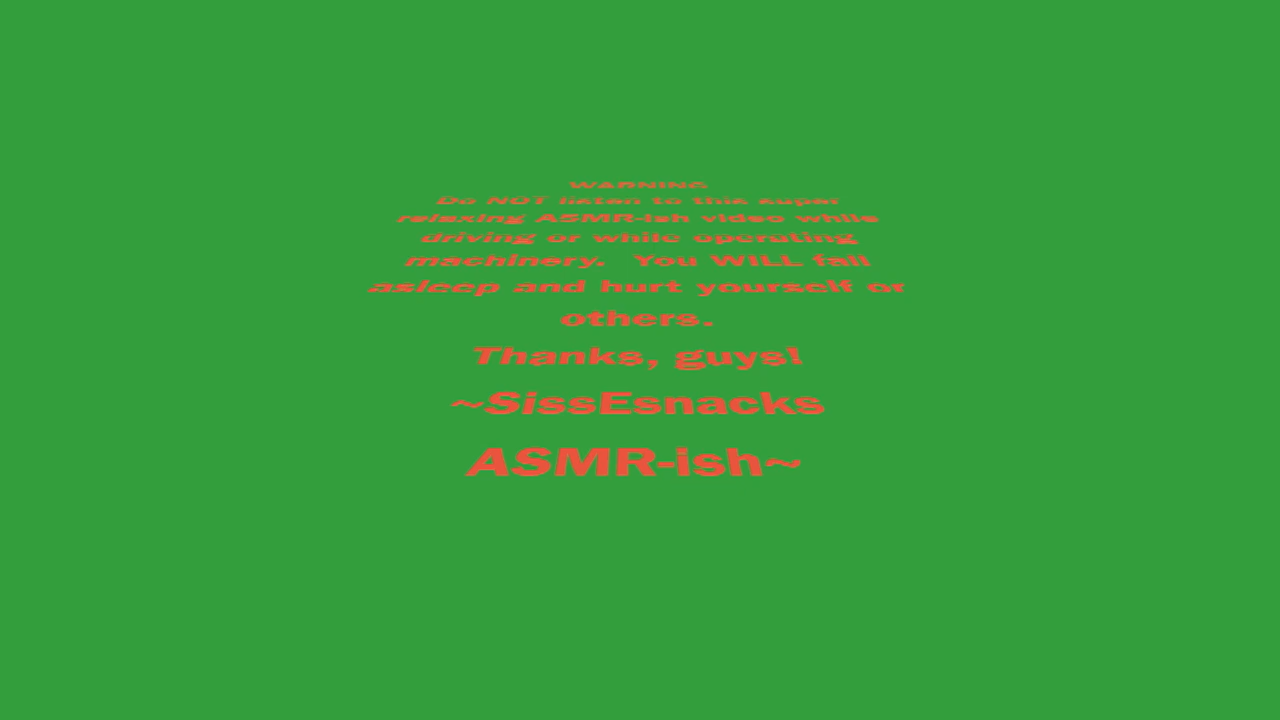 WARNING
Do NOT listen to this super
relaxing ASMR-ish video while
driving or while operating
machinery.  You WILL fall
asleep and hurt yourself or
others.
Thanks, guys!
~SissEsnacks
ASMR-ish~